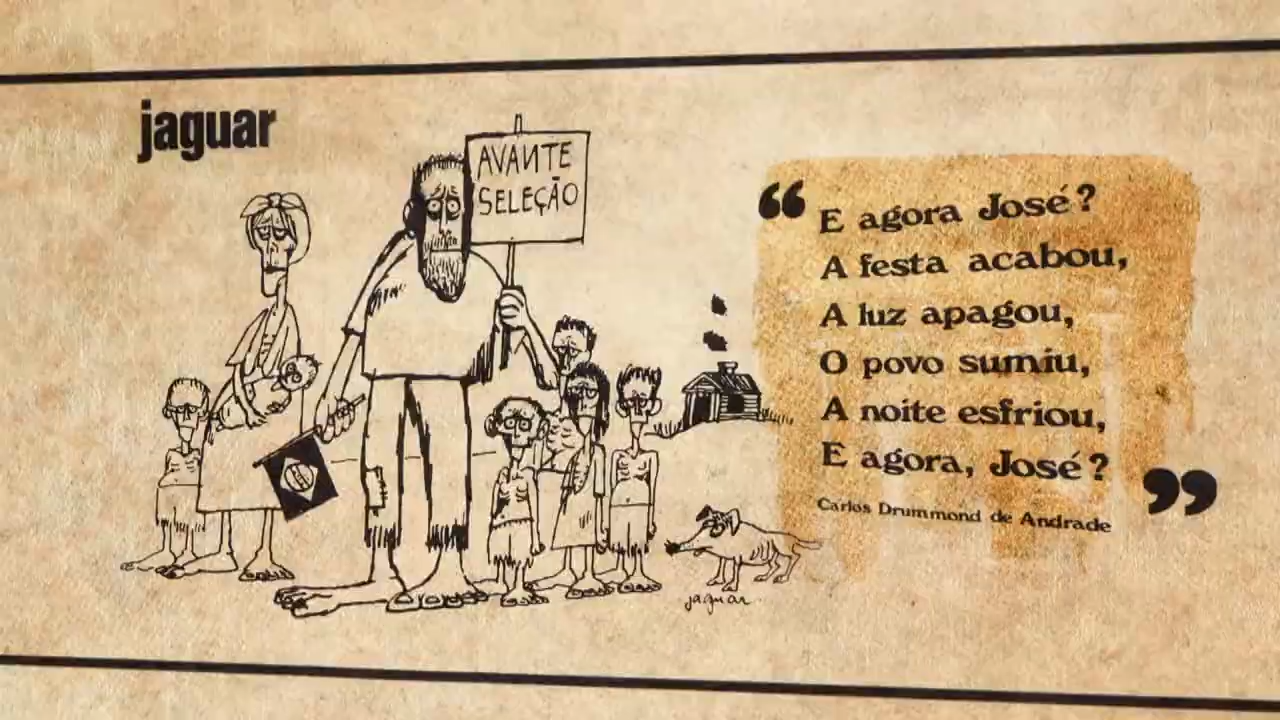 jaguar
AVANTE
SELEÇÃO
“ E agora José?
A festa acabou,
A luz apagou,
O povo sumiu,
A noite esfriou,
E agora, José? ”
Carlos Drummond de Andrade
jaguar